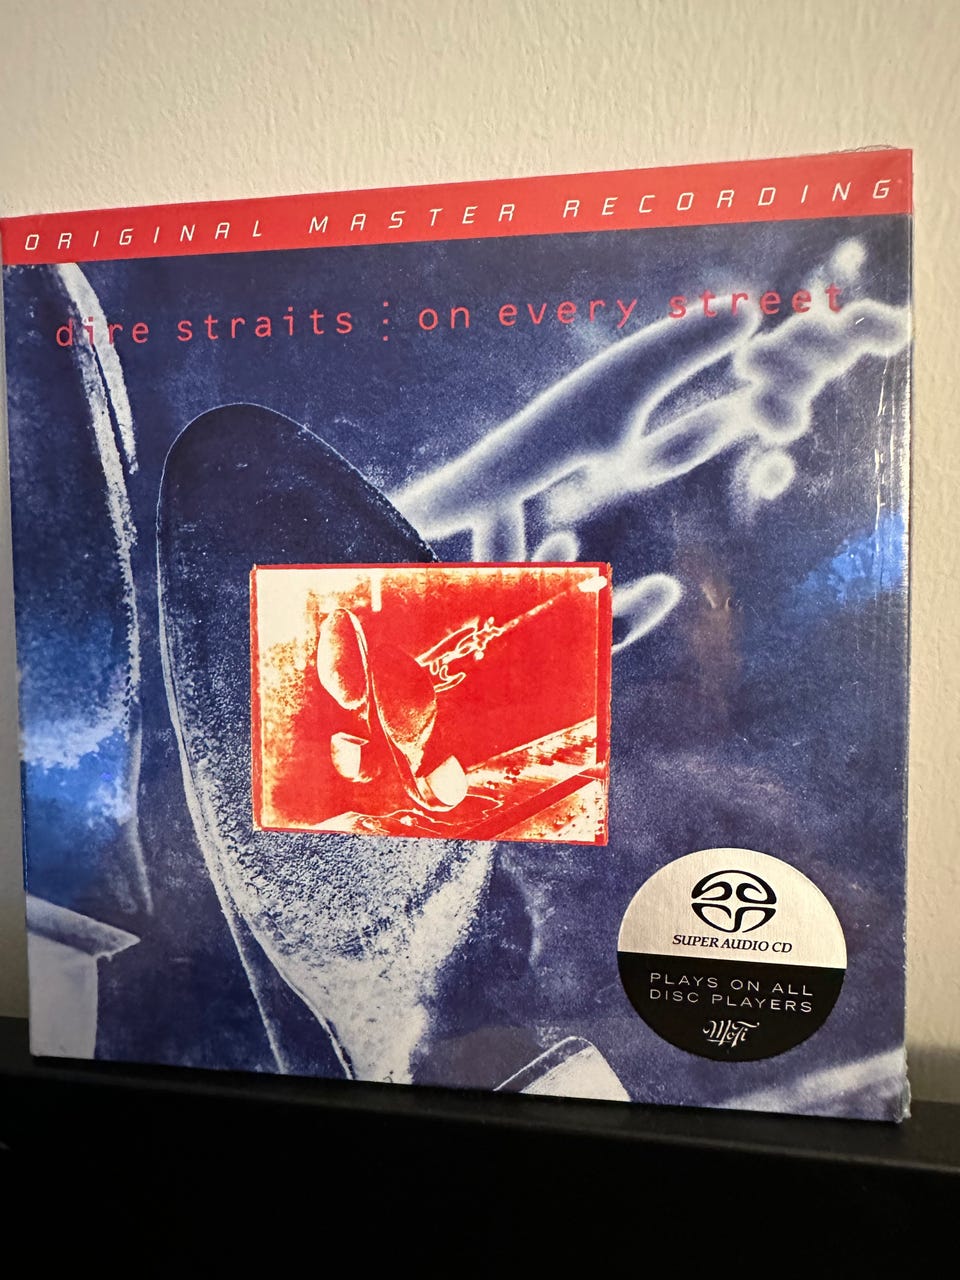 ORIGINAL MASTER RECORDING
dire straits : on every street
SUPER AUDIO CD
PLAYS ON ALL
DISC PLAYERS
MoFi